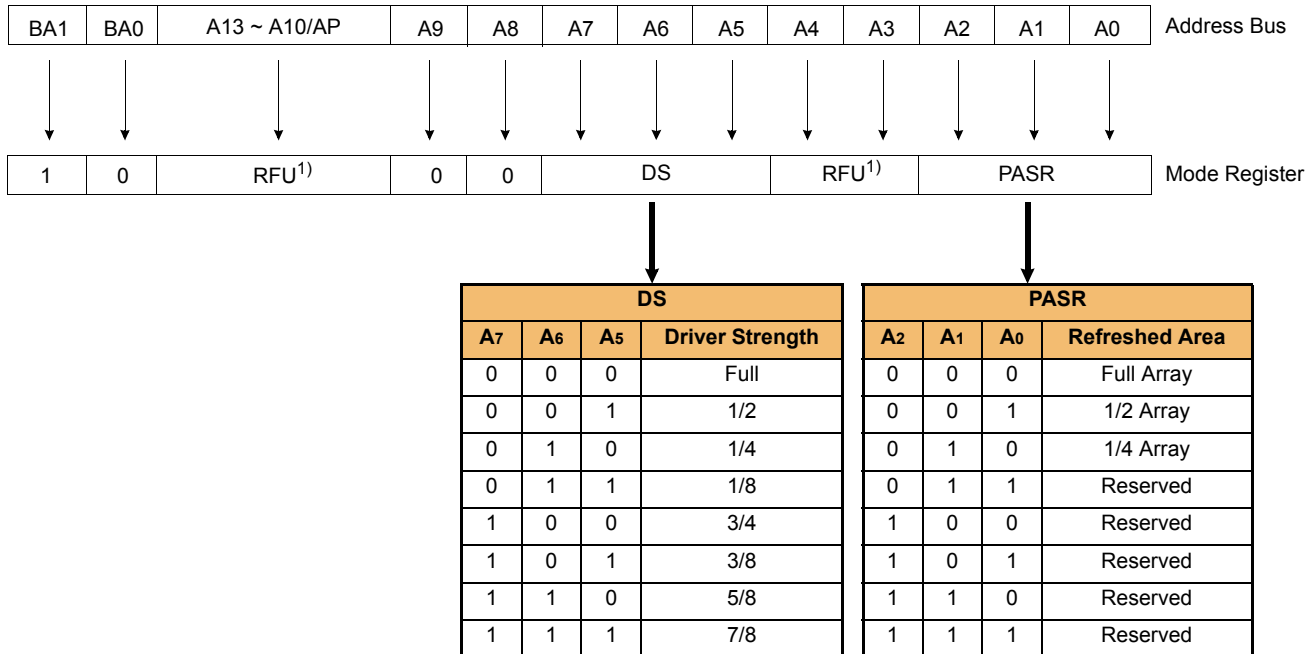 BA1 BA0 A13 ~ A10/AP A9 A8 A7 A6 A5 A4 A3 A2 A1 A0 Address Bus
1 0 RFU1) 0 0 DS RFU1) PASR Mode Register
DS
A7 A6 A5 Driver Strength
0 0 0 Full
0 0 1 1/2
0 1 0 1/4
0 1 1 1/8
1 0 0 3/4
1 0 1 3/8
1 1 0 5/8
1 1 1 7/8
PASR
A2 A1 A0 Refreshed Area
0 0 0 Full Array
0 0 1 1/2 Array
0 1 0 1/4 Array
0 1 1 Reserved
1 0 0 Reserved
1 0 1 Reserved
1 1 0 Reserved
1 1 1 Reserved